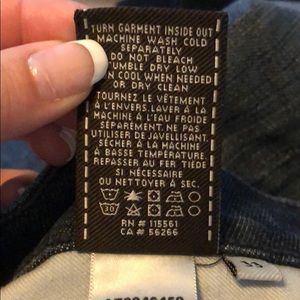 TURN GARMENT INSIDE OUT
MACHINE WASH COLD
SEPARATELY
DO NOT BLEACH
TUMBLE DRY LOW
COOL WHEN NEEDED
OR DRY CLEAN
TOURNEZ LE VÊTEMENT
À L'ENVERS. LAVER À LA
MACHINE À L'EAU FROIDE
SÉPARÉMENT. NE PAS
UTILISER DE JAVELLISANT.
SÉCHER À LA MACHINE
À BASSE TEMPÉRATURE.
REPASSER AU FER TIÈDE
SI NÉCESSAIRE
OU NETTOYER À SEC.
30
RN # 115561
CA # 56266